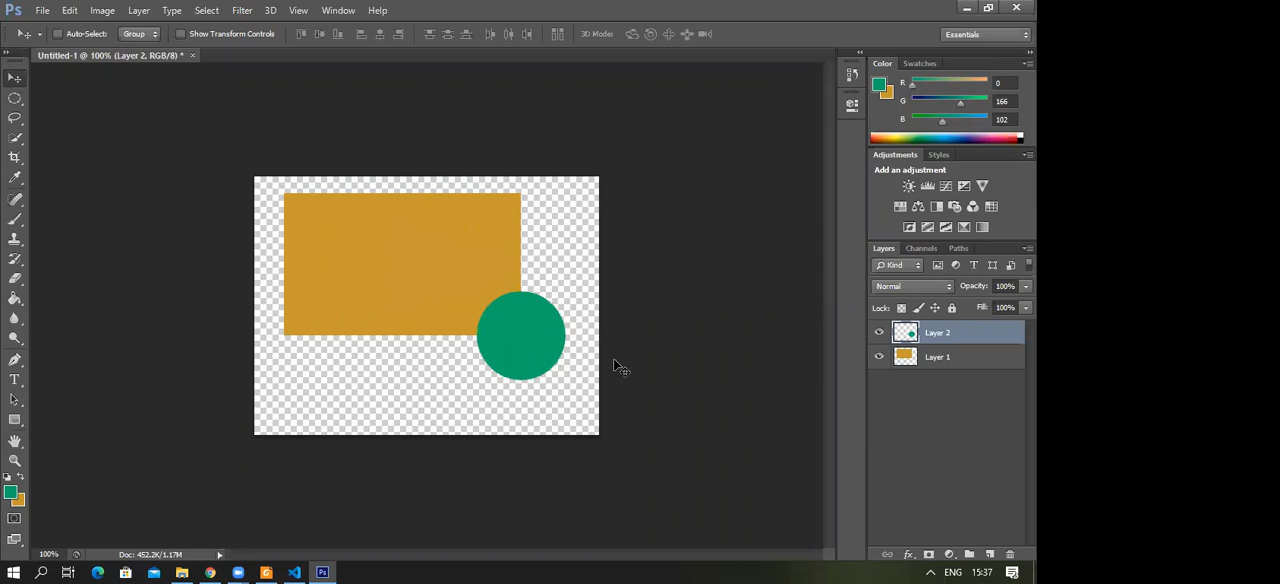 Ps File Edit Image Layer Type Select Filter 3D View Window Help
Auto-Select: Group Show Transform Controls 3D Mode: Essentials
Untitled-1 @ 100% (Layer 2, RGB/8) * ×
Color Swatches
R 0
G 166
B 102
Adjustments Styles
Add an adjustment
Layers Channels Paths
Kind
Normal Opacity: 100%
Lock: Fill: 100%
Layer 2
Layer 1
100% Doc: 452.2K/1.17M
ENG 15:37